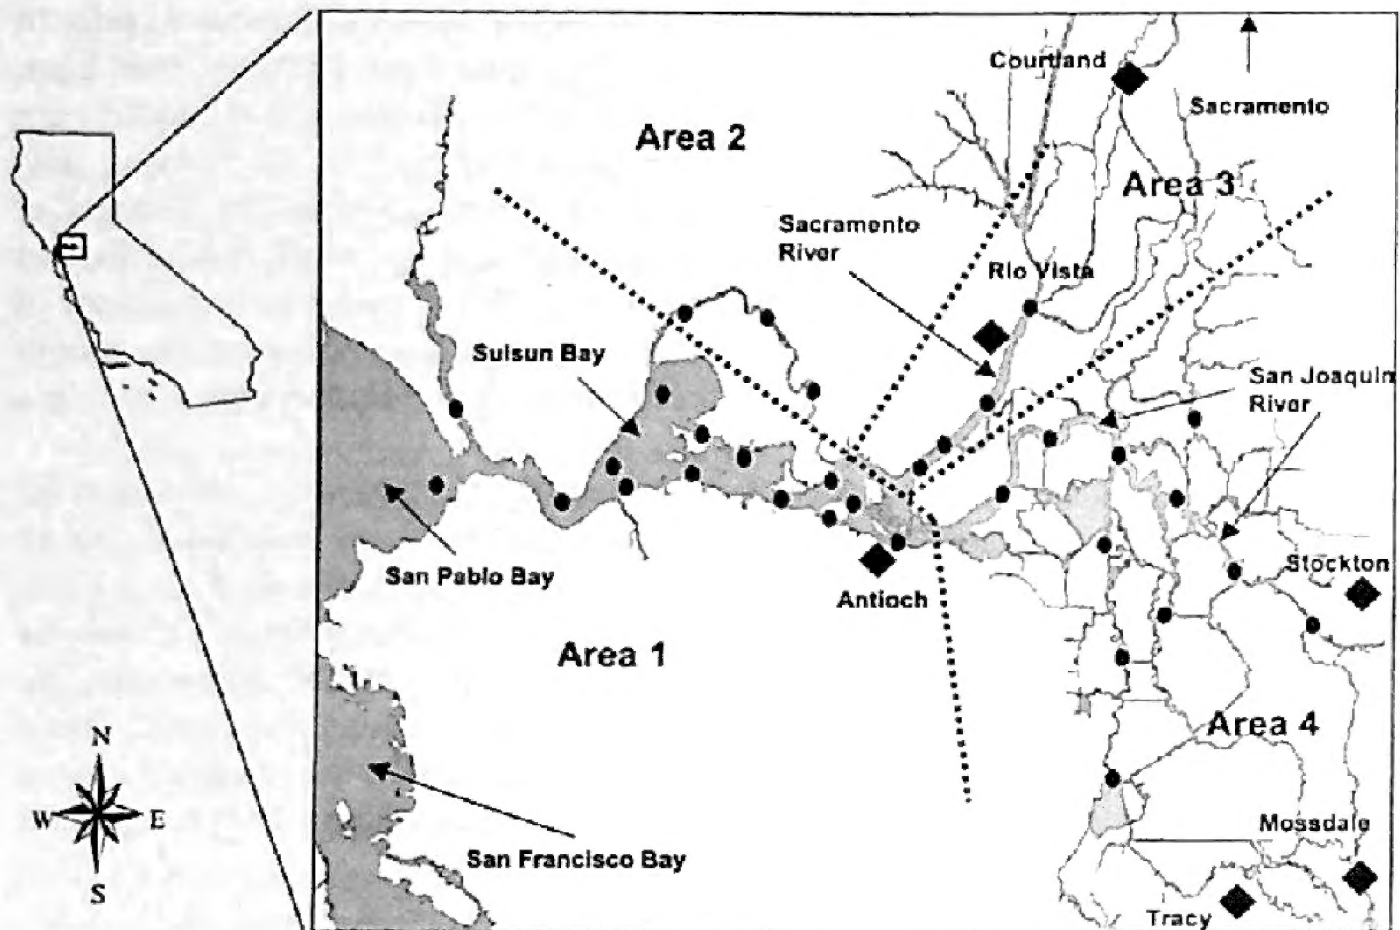 Courtland
Sacramento
Area 2
Area 3
Sacramento
River
Rio Vista
Suisun Bay
San Joaquin
River
San Pablo Bay
Stockton
Antioch
Area 1
Area 4
N
W E
S
Mossdale
San Francisco Bay
Tracy